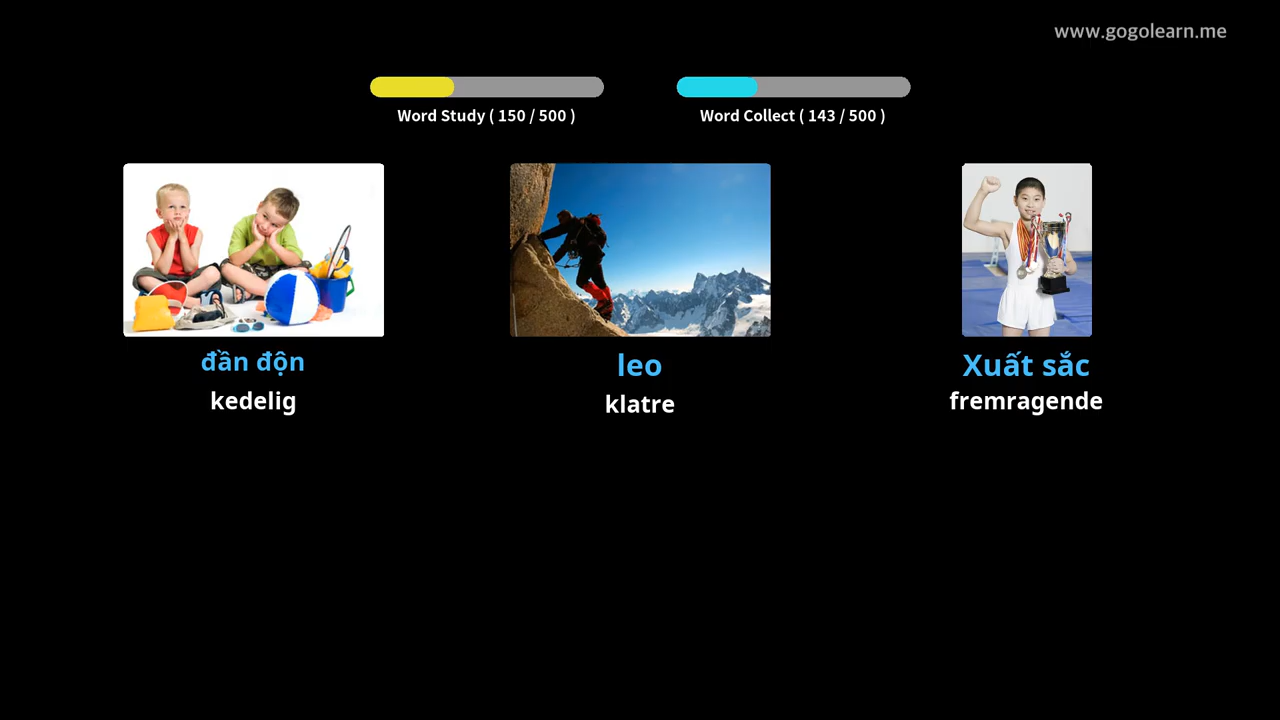 www.gogolearn.me
Word Study ( 150 / 500 )
Word Collect ( 143 / 500 )
đần độn
leo
Xuất sắc
kedelig
klatre
fremragende